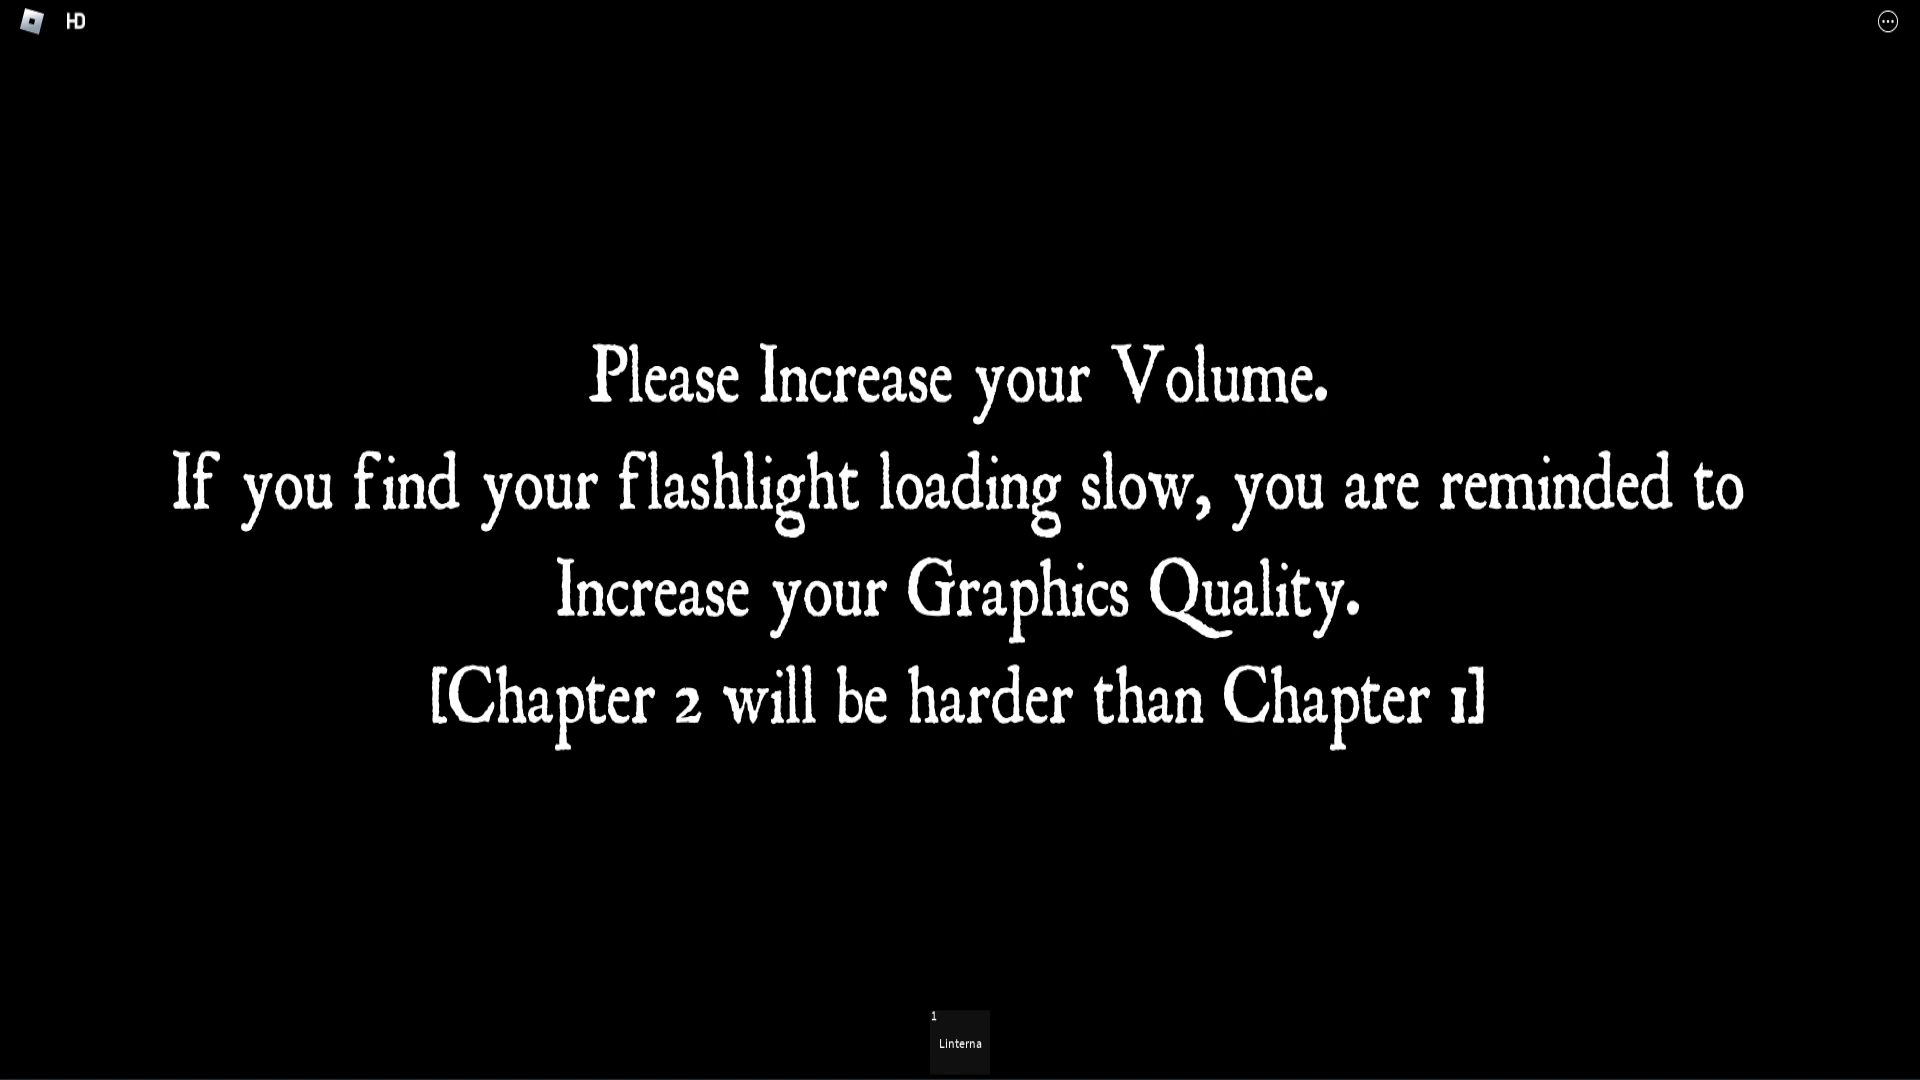 HD
Please Increase your Volume.
If you find your flashlight loading slow, you are reminded to
Increase your Graphics Quality.
[Chapter 2 will be harder than Chapter 1]
1
Linterna